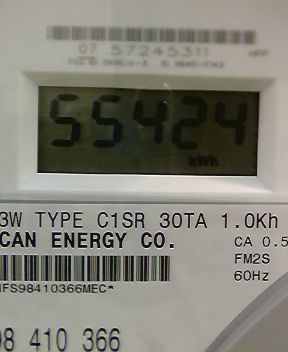 07 57245311
55424
kWh
3W TYPE C1SR 30TA 1.0Kh
CAN ENERGY CO.
CA 0.5
FM2S
60Hz
MFS98410366MEC*
98 410 366